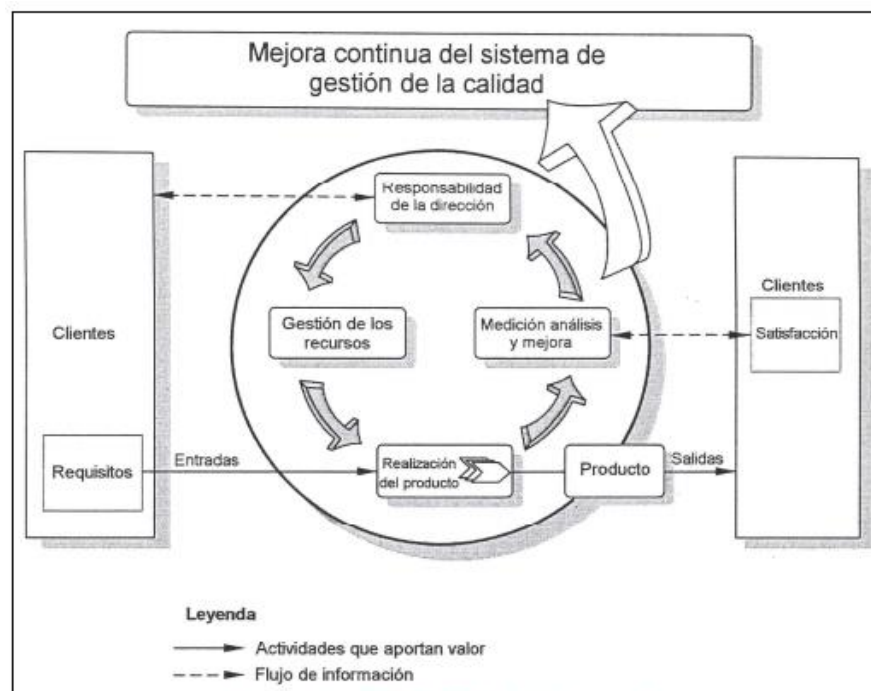 Mejora continua del sistema de
gestión de la calidad
Responsabilidad
de la dirección
Clientes
Gestión de los
recursos
Medición análisis
y mejora
Clientes
Satisfacción
Requisitos
Entradas
Realización
del producto
Producto
Salidas
Leyenda
Actividades que aportan valor
Flujo de información